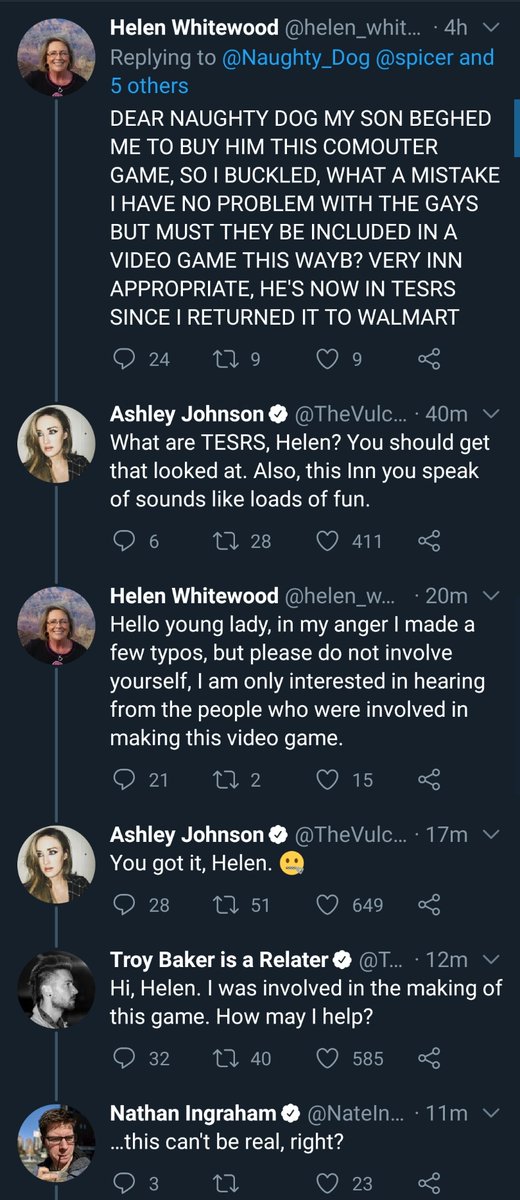 Helen Whitewood @helen_whit... · 4h
Replying to @Naughty_Dog @spicer and
5 others
DEAR NAUGHTY DOG MY SON BEGHED
ME TO BUY HIM THIS COMOUTER
GAME, SO I BUCKLED, WHAT A MISTAKE
I HAVE NO PROBLEM WITH THE GAYS
BUT MUST THEY BE INCLUDED IN A
VIDEO GAME THIS WAYB? VERY INN
APPROPRIATE, HE'S NOW IN TESRS
SINCE I RETURNED IT TO WALMART
24 9 9
Ashley Johnson @TheVulc... · 40m
What are TESRS, Helen? You should get
that looked at. Also, this Inn you speak
of sounds like loads of fun.
6 28 411
Helen Whitewood @helen_w... · 20m
Hello young lady, in my anger I made a
few typos, but please do not involve
yourself, I am only interested in hearing
from the people who were involved in
making this video game.
21 2 15
Ashley Johnson @TheVulc... · 17m
You got it, Helen. 🤐
28 51 649
Troy Baker is a Relater @T... · 12m
Hi, Helen. I was involved in the making of
this game. How may I help?
32 40 585
Nathan Ingraham @NateIn... · 11m
...this can't be real, right?
3 23